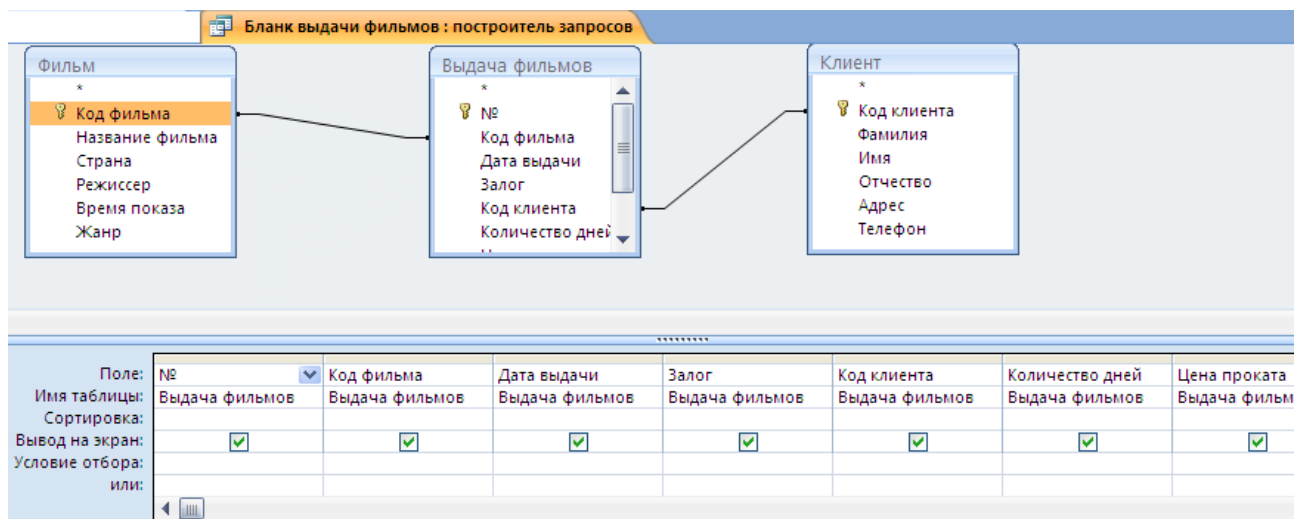 Бланк выдачи фильмов : построитель запросов
Фильм
*
Код фильма
Название фильма
Страна
Режиссер
Время показа
Жанр
Выдача фильмов
*
№
Код фильма
Дата выдачи
Залог
Код клиента
Количество дней
Клиент
*
Код клиента
Фамилия
Имя
Отчество
Адрес
Телефон
Поле: № Код фильма Дата выдачи Залог Код клиента Количество дней Цена проката
Имя таблицы: Выдача фильмов Выдача фильмов Выдача фильмов Выдача фильмов Выдача фильмов Выдача фильмов Выдача фильм
Сортировка:
Вывод на экран:
Условие отбора:
или: